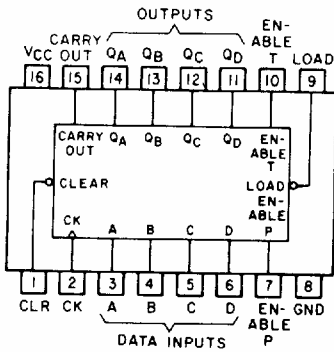 OUTPUTS
CARRY EN-
ABLE
VCC OUT QA QB QC QD T LOAD
16 15 14 13 12 11 10 9
CARRY QA QB QC QD EN-
OUT ABLE
T
CLEAR LOAD
EN-
ABLE
CK A B C D P
1 2 3 4 5 6 7 8
CLR CK A B C D EN- GND
ABLE
DATA INPUTS P